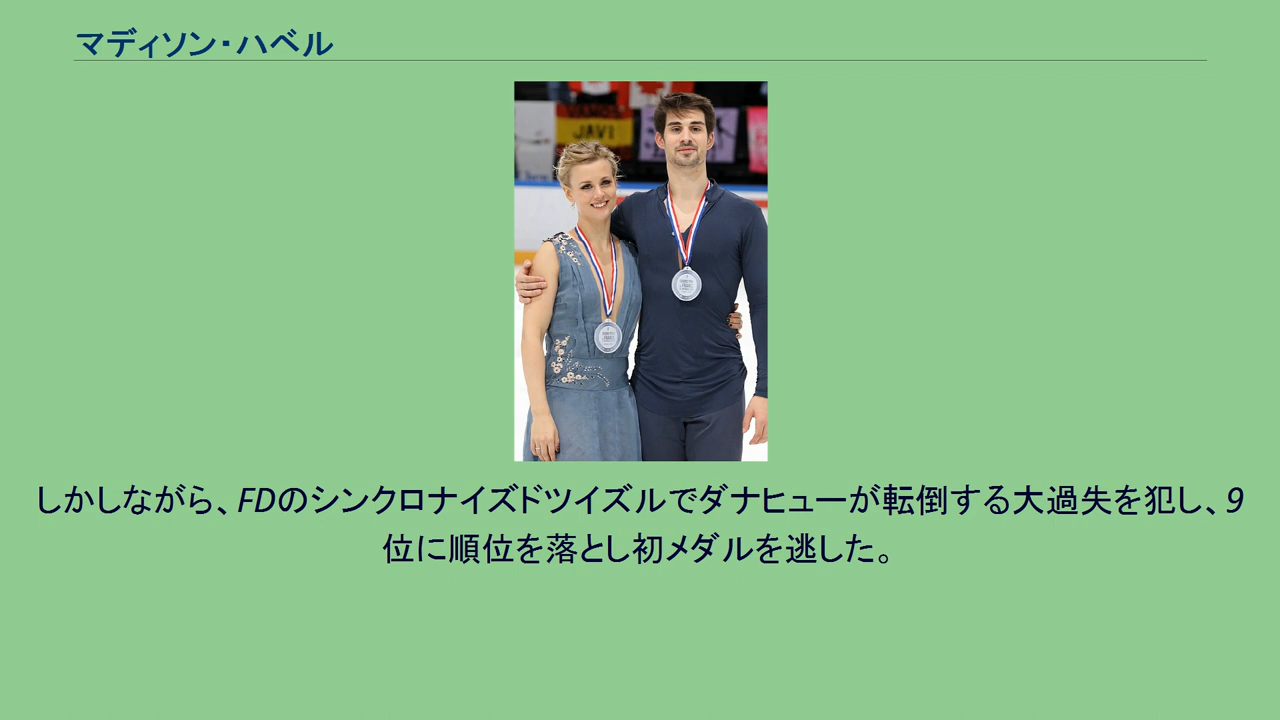 マディソン・ハベル
JAVI
しかしながら、FDのシンクロナイズドツイズルでダナヒューが転倒する大過失を犯し、9
位に順位を落とし初メダルを逃した。